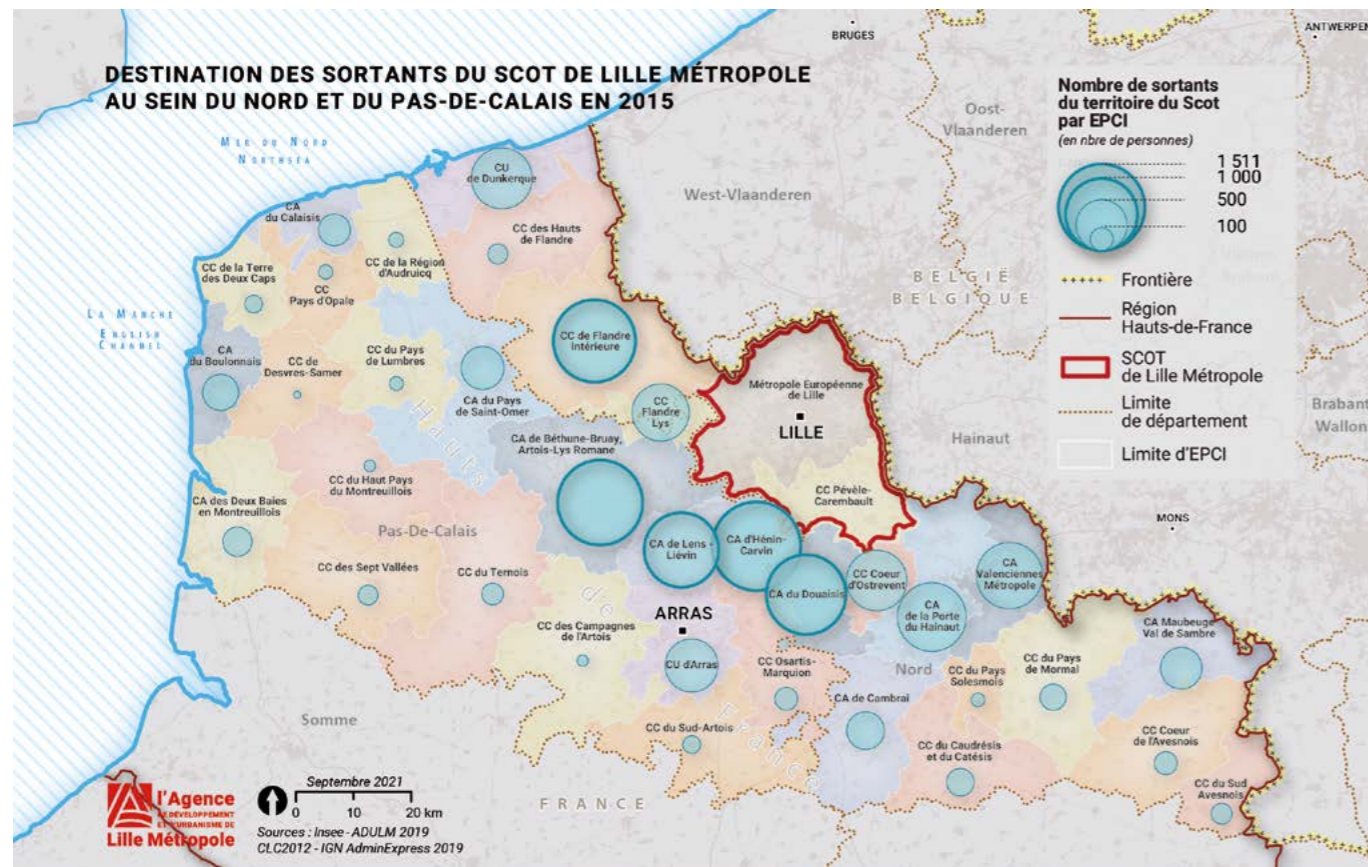 DESTINATION DES SORTANTS DU SCOT DE LILLE MÉTROPOLE
AU SEIN DU NORD ET DU PAS-DE-CALAIS EN 2015
BRUGES
ANTWERPEN
Nombre de sortants
du territoire du Scot
par EPCI
(en nbre de personnes)
1 511
1 000
500
100
Frontière
Région
Hauts-de-France
SCOT
de Lille Métropole
Limite
de département
Limite d'EPCI
MER DU NORD
NORTHSEA
LA MANCHE
ENGLISH
CHANNEL
Oost-
Vlaanderen
West-Vlaanderen
BELGIË
BELGIQUE
Brabant
Wallon
Hainaut
MONS
CU
de Dunkerque
CA
du Calaisis
CC des Hauts
de Flandre
CC de la Région
d'Audruicq
CC de la Terre
des Deux Caps
CC
Pays d'Opale
CC de Flandre
Intérieure
CA
du Boulonnais
CC de
Desvres-Samer
CC du Pays
de Lumbres
CA du Pays
de Saint-Omer
CC
Flandre
Lys
Métropole Européenne
de Lille
LILLE
CA de Béthune-Bruay,
Artois-Lys Romane
CC Pévèle-
Carembault
CC du Haut Pays
du Montreuillois
CA des Deux Baies
en Montreuillois
Pas-De-Calais
CA de Lens -
Liévin
CA d'Hénin-
Carvin
CA du Douaisis
CC Coeur
d'Ostrevent
CA
Valenciennes
Métropole
CC des Sept Vallées
CC du Ternois
CA
de la Porte
du Hainaut
ARRAS
CC des Campagnes
de l'Artois
CU d'Arras
CC Osartis-
Marquion
Nord
CC du Pays
Solesmois
CC du Pays
de Mormal
CA Maubeuge
Val de Sambre
CA de Cambrai
CC du Sud-Artois
CC du Caudrésis
et du Catésis
CC Coeur
de l'Avesnois
CC du Sud
Avesnois
Hauts
de
France
Somme
FRANCE
l'Agence
DE DÉVELOPPEMENT
ET D'URBANISME DE
Lille Métropole
Septembre 2021
0 10 20 km
Sources : Insee - ADULM 2019
CLC2012 - IGN AdminExpress 2019